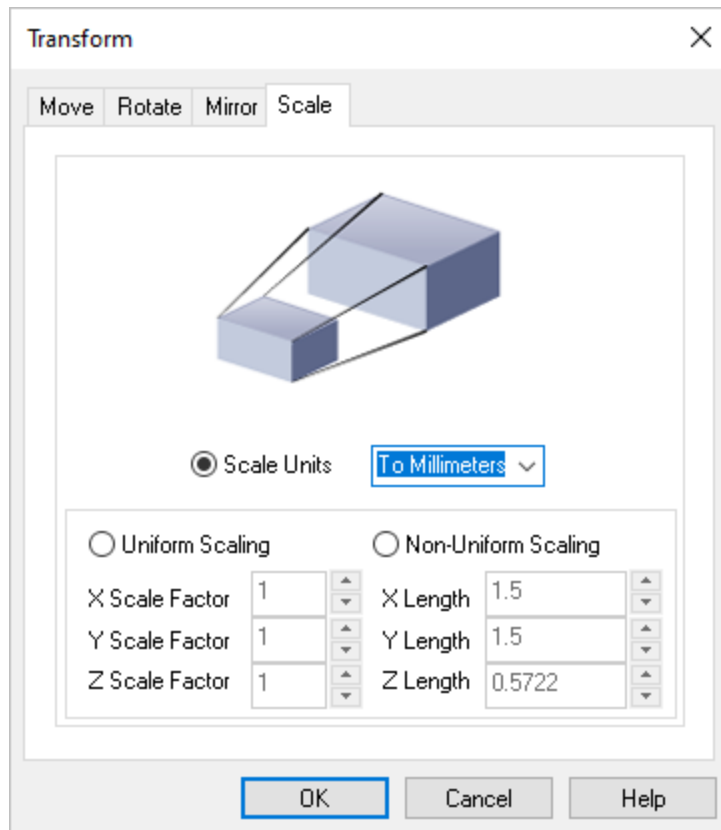 Transform
Move Rotate Mirror Scale
Scale Units To Millimeters
Uniform Scaling Non-Uniform Scaling
X Scale Factor 1 X Length 1.5
Y Scale Factor 1 Y Length 1.5
Z Scale Factor 1 Z Length 0.5722
OK Cancel Help